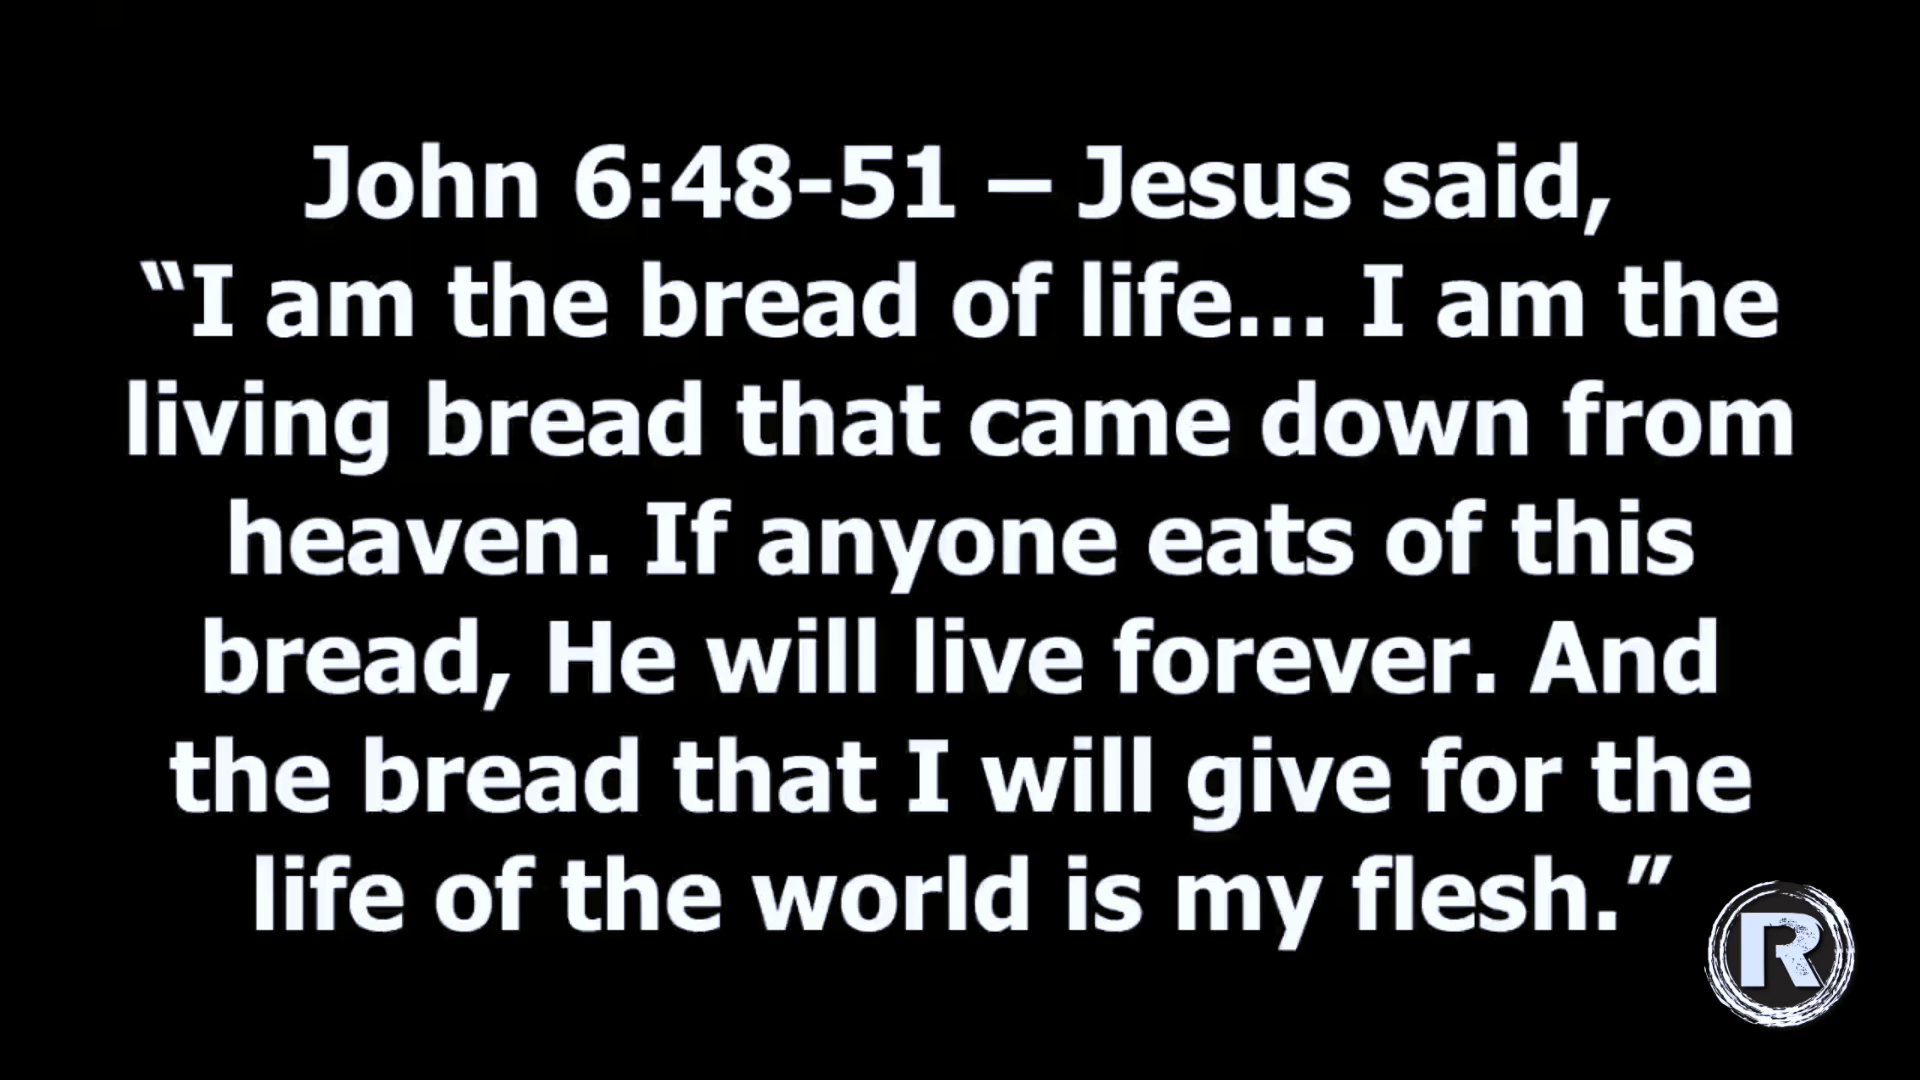 John 6:48-51 – Jesus said,
“I am the bread of life... I am the
living bread that came down from
heaven. If anyone eats of this
bread, He will live forever. And
the bread that I will give for the
life of the world is my flesh.”
R